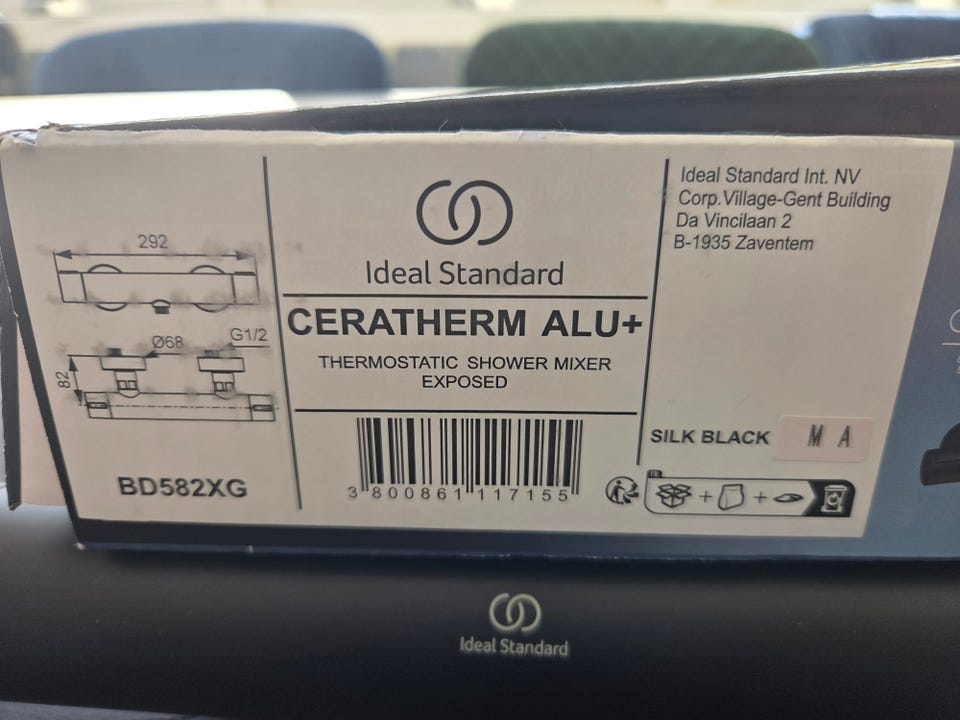 292
Ø68
G1/2
82
BD582XG
Ideal Standard
CERATHERM ALU+
THERMOSTATIC SHOWER MIXER
EXPOSED
3 800861 117155
Ideal Standard Int. NV
Corp.Village-Gent Building
Da Vincilaan 2
B-1935 Zaventem
SILK BLACK M A
FR
Ideal Standard